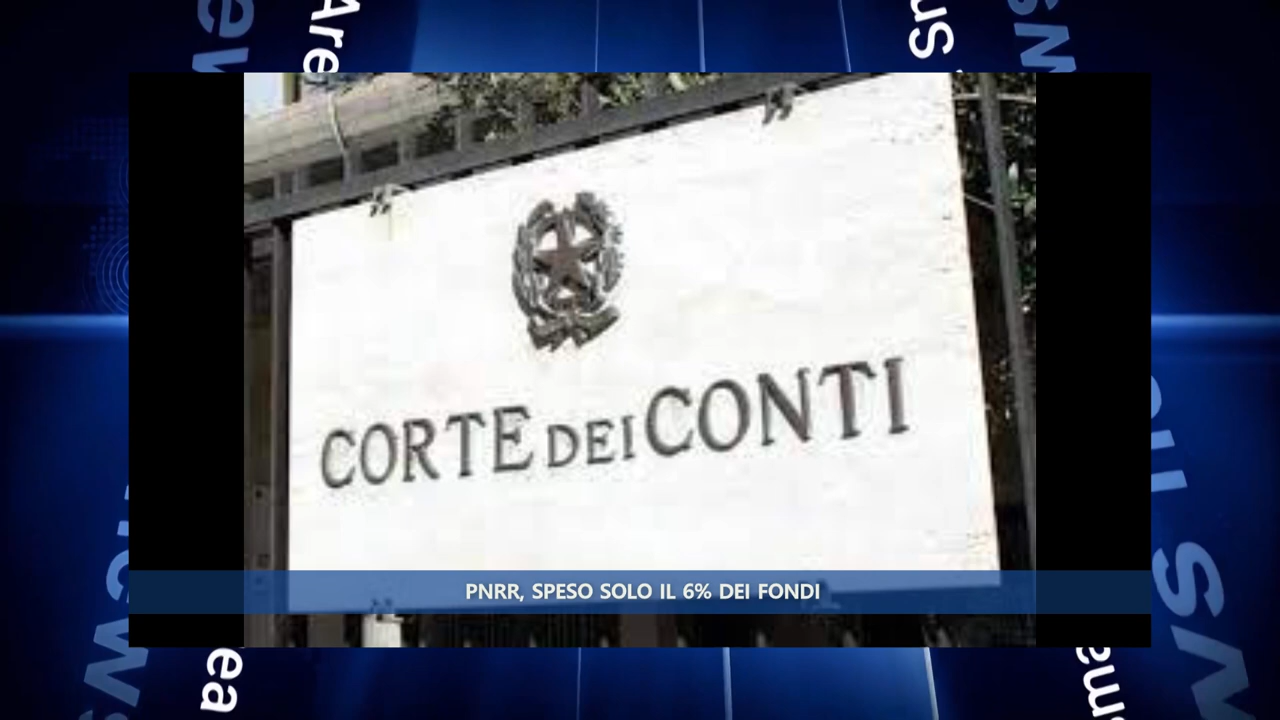 CORTE DEI CONTI
PNRR, SPESO SOLO IL 6% DEI FONDI